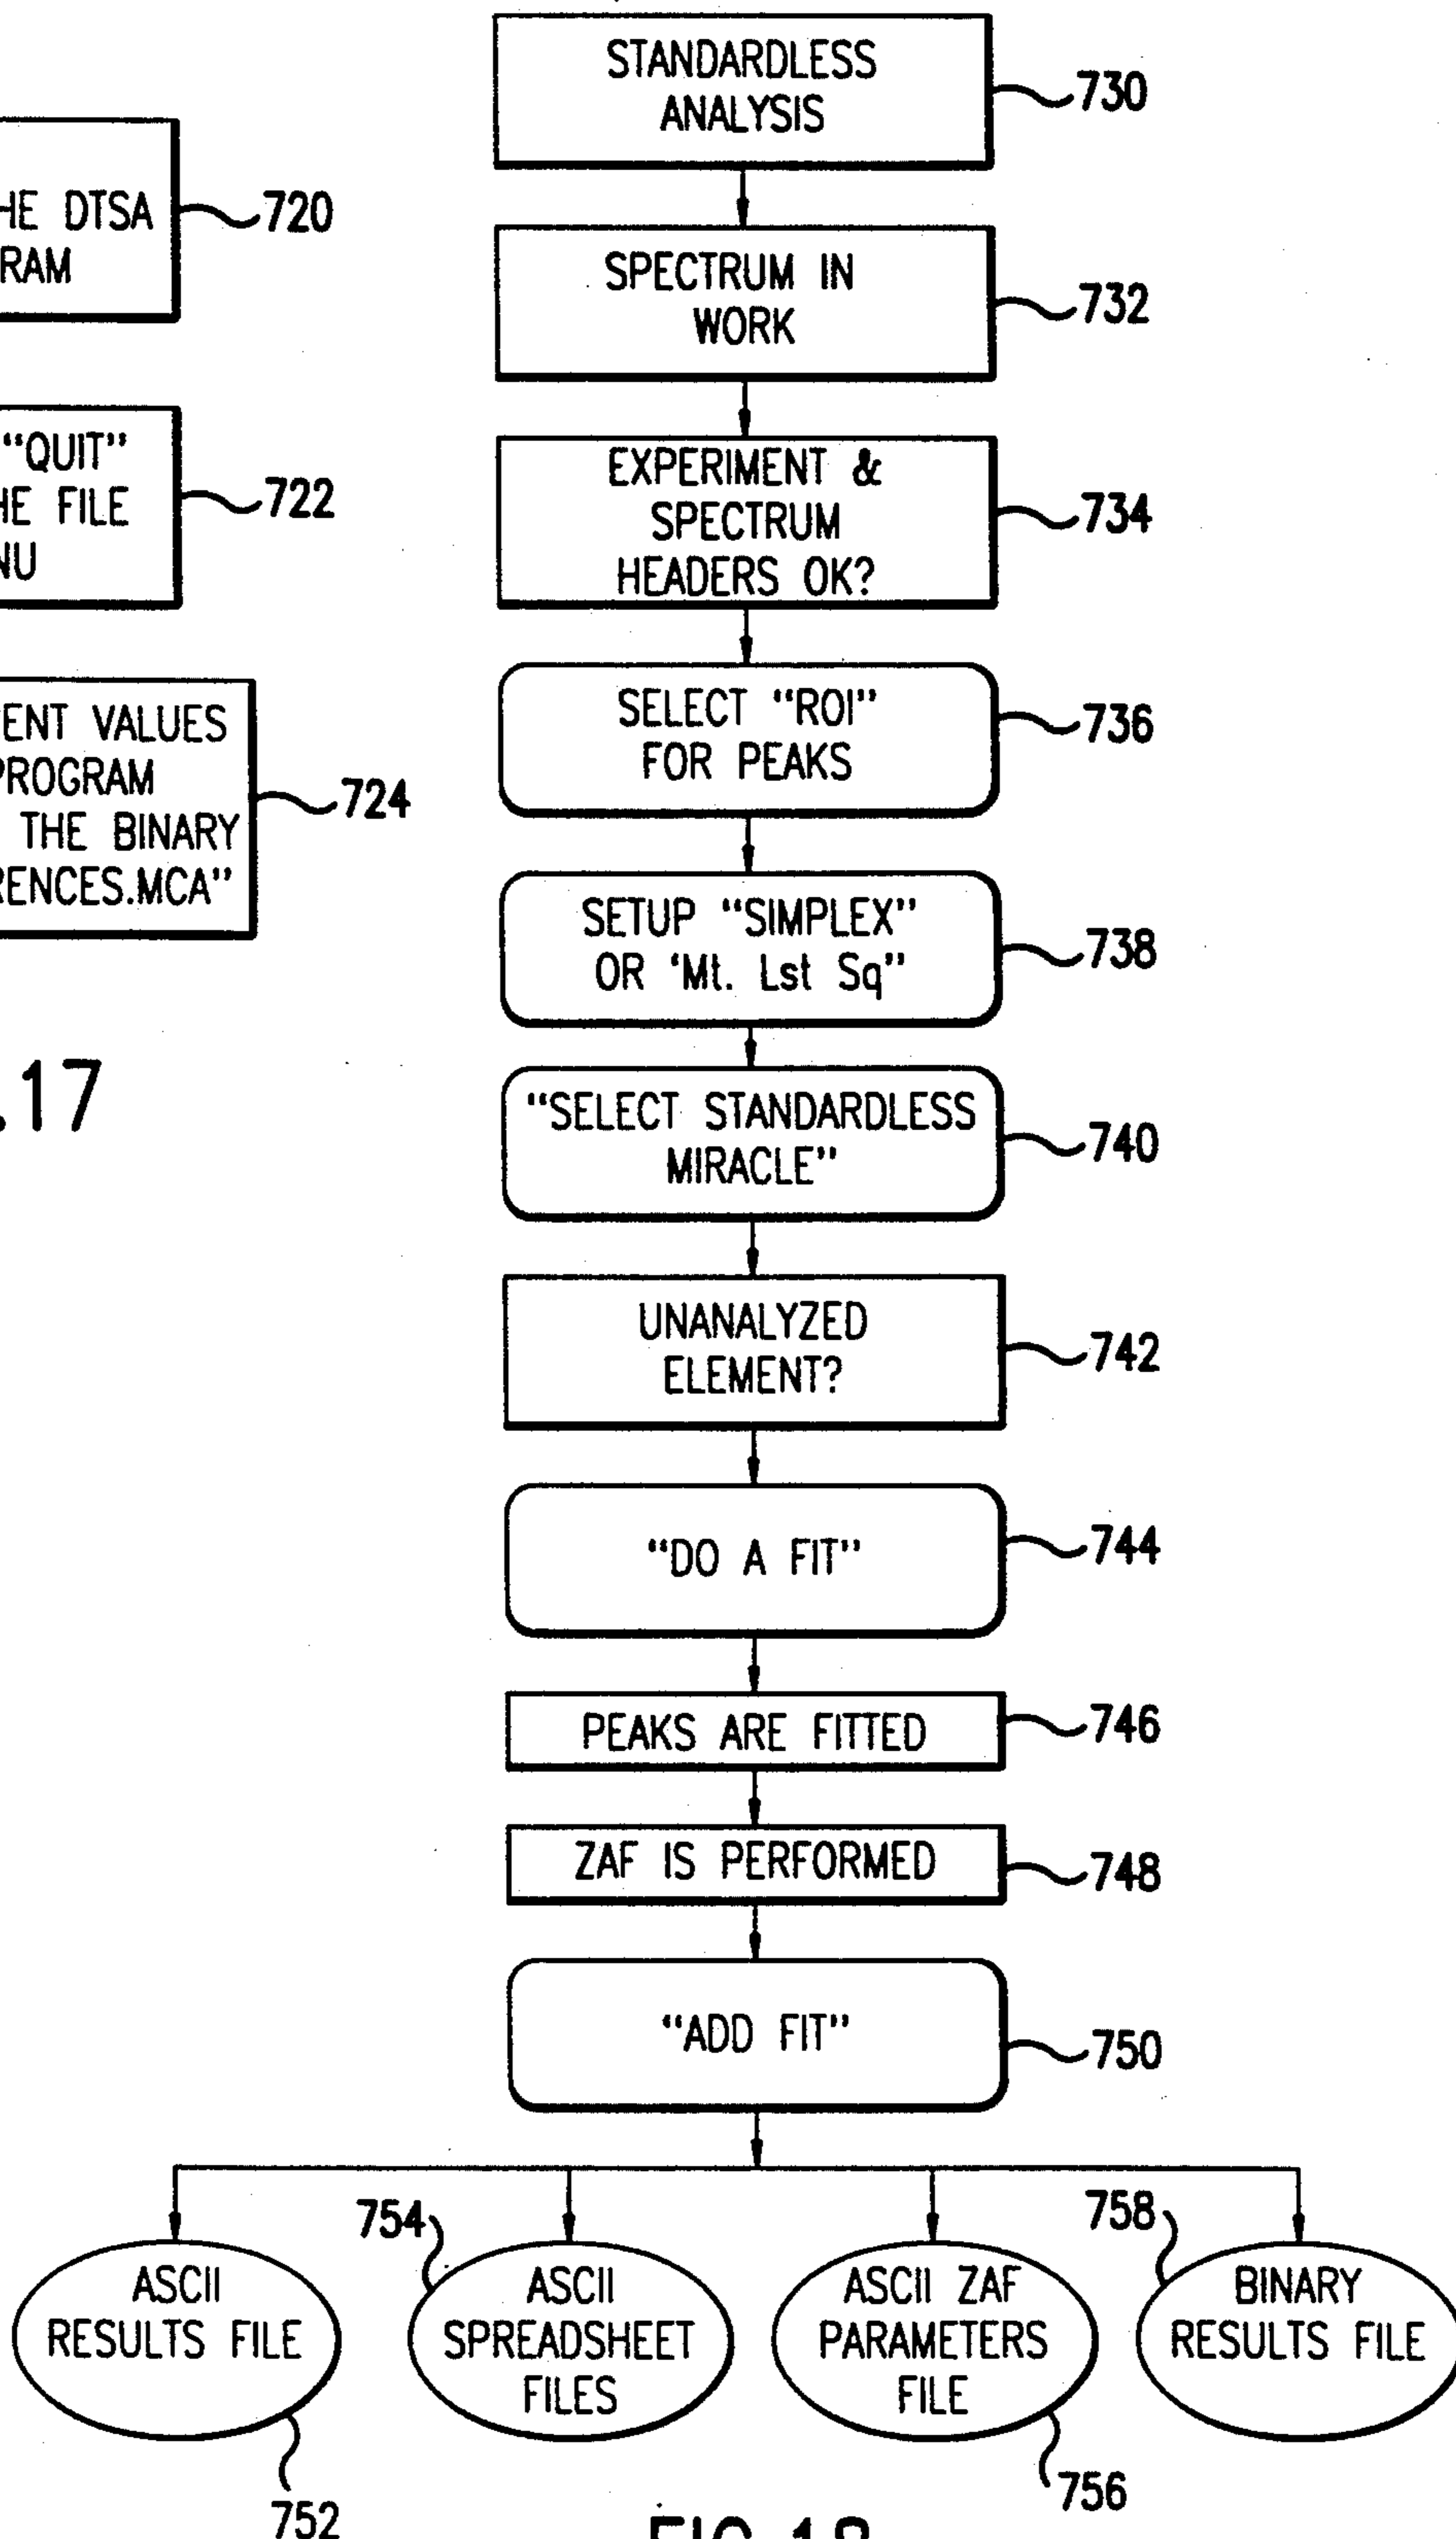 HE DTSA
RAM
720
"QUIT"
HE FILE
NU
722
ENT VALUES
PROGRAM
THE BINARY
RENCES.MCA"
724
.17
STANDARDLESS
ANALYSIS
730
SPECTRUM IN
WORK
732
EXPERIMENT &
SPECTRUM
HEADERS OK?
734
SELECT "ROI"
FOR PEAKS
736
SETUP "SIMPLEX"
OR 'Mt. Lst Sq"
738
"SELECT STANDARDLESS
MIRACLE"
740
UNANALYZED
ELEMENT?
742
"DO A FIT"
744
PEAKS ARE FITTED
746
ZAF IS PERFORMED
748
"ADD FIT"
750
ASCII
RESULTS FILE
752
754
ASCII
SPREADSHEET
FILES
ASCII ZAF
PARAMETERS
FILE
756
758
BINARY
RESULTS FILE
FIG.18